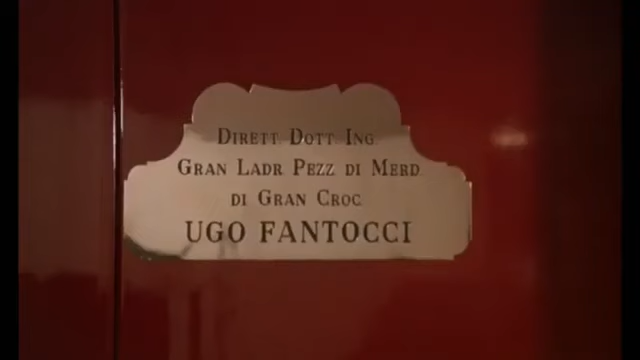 DIRETT. DOTT. ING.
GRAN LADR. PEZZ. DI MERD.
DI GRAN CROC.
UGO FANTOCCI